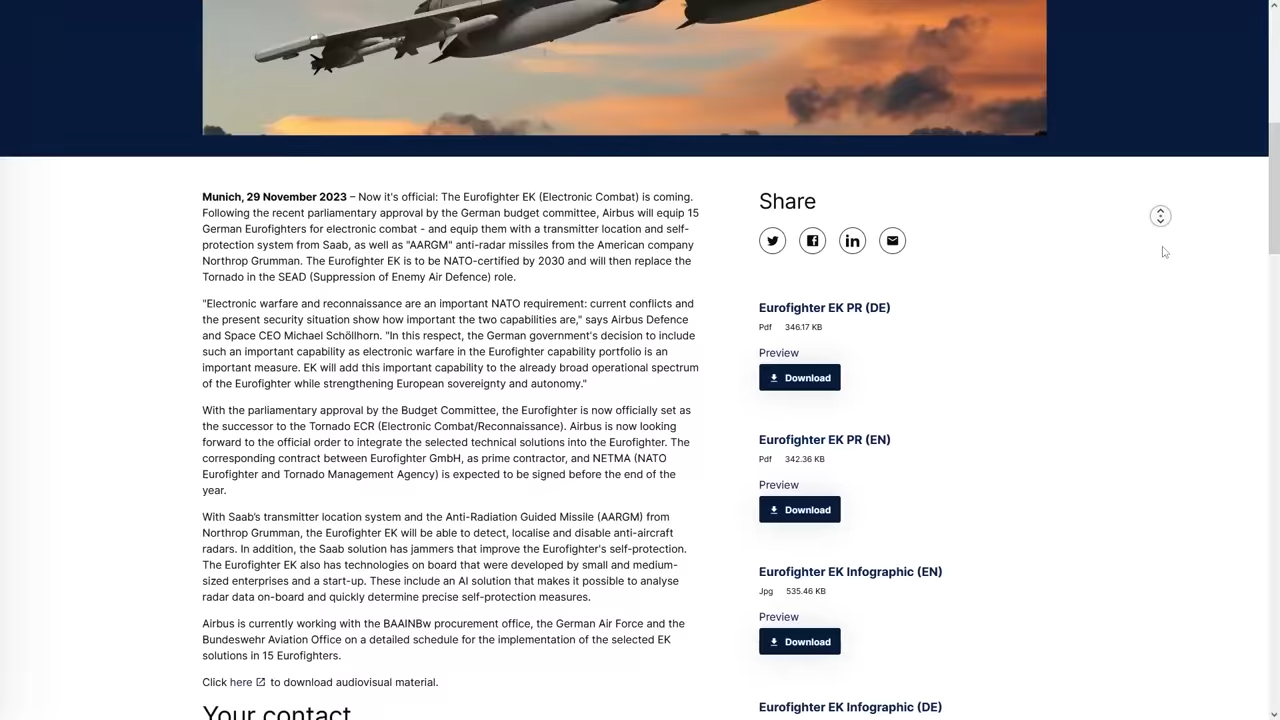 Munich, 29 November 2023 – Now it's official: The Eurofighter EK (Electronic Combat) is coming.
Following the recent parliamentary approval by the German budget committee, Airbus will equip 15
German Eurofighters for electronic combat - and equip them with a transmitter location and self-
protection system from Saab, as well as "AARGM" anti-radar missiles from the American company
Northrop Grumman. The Eurofighter EK is to be NATO-certified by 2030 and will then replace the
Tornado in the SEAD (Suppression of Enemy Air Defence) role.
"Electronic warfare and reconnaissance are an important NATO requirement: current conflicts and
the present security situation show how important the two capabilities are," says Airbus Defence
and Space CEO Michael Schöllhorn. "In this respect, the German government's decision to include
such an important capability as electronic warfare in the Eurofighter capability portfolio is an
important measure. EK will add this important capability to the already broad operational spectrum
of the Eurofighter while strengthening European sovereignty and autonomy."
With the parliamentary approval by the Budget Committee, the Eurofighter is now officially set as
the successor to the Tornado ECR (Electronic Combat/Reconnaissance). Airbus is now looking
forward to the official order to integrate the selected technical solutions into the Eurofighter. The
corresponding contract between Eurofighter GmbH, as prime contractor, and NETMA (NATO
Eurofighter and Tornado Management Agency) is expected to be signed before the end of the
year.
With Saab's transmitter location system and the Anti-Radiation Guided Missile (AARGM) from
Northrop Grumman, the Eurofighter EK will be able to detect, localise and disable anti-aircraft
radars. In addition, the Saab solution has jammers that improve the Eurofighter's self-protection.
The Eurofighter EK also has technologies on board that were developed by small and medium-
sized enterprises and a start-up. These include an AI solution that makes it possible to analyse
radar data on-board and quickly determine precise self-protection measures.
Airbus is currently working with the BAAINBw procurement office, the German Air Force and the
Bundeswehr Aviation Office on a detailed schedule for the implementation of the selected EK
solutions in 15 Eurofighters.
Click here to download audiovisual material.
Your contact
Share
Eurofighter EK PR (DE)
Pdf 346.17 KB
Preview
Download
Eurofighter EK PR (EN)
Pdf 342.36 KB
Preview
Download
Eurofighter EK Infographic (EN)
Jpg 535.46 KB
Preview
Download
Eurofighter EK Infographic (DE)